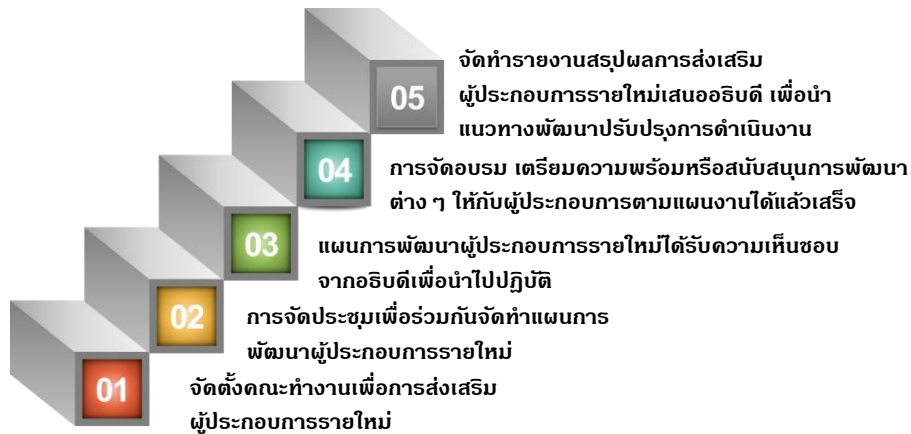 05
จัดทำรายงานสรุปผลการส่งเสริม
ผู้ประกอบการรายใหม่เสนออธิบดี เพื่อนำ
แนวทางพัฒนาปรับปรุงการดำเนินงาน
04
การจัดอบรม เตรียมความพร้อมหรือสนับสนุนการพัฒนา
ต่าง ๆ ให้กับผู้ประกอบการตามแผนงานได้แล้วเสร็จ
03
แผนการพัฒนาผู้ประกอบการรายใหม่ได้รับความเห็นชอบ
จากอธิบดีเพื่อนำไปปฏิบัติ
02
การจัดประชุมเพื่อร่วมกันจัดทำแผนการ
พัฒนาผู้ประกอบการรายใหม่
01
จัดตั้งคณะทำงานเพื่อการส่งเสริม
ผู้ประกอบการรายใหม่